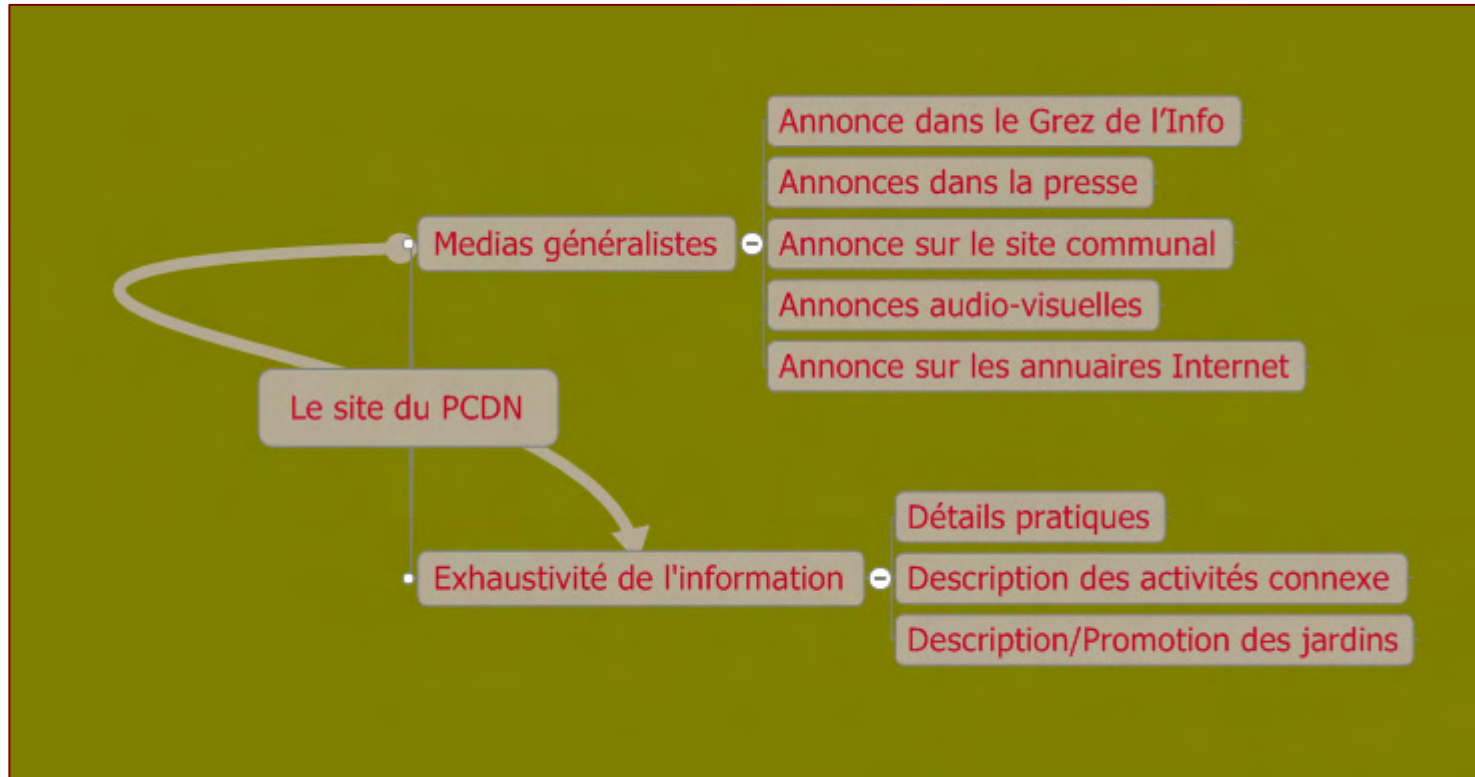 Le site du PCDN
Medias généralistes
Annonce dans le Grez de l’Info
Annonces dans la presse
Annonce sur le site communal
Annonces audio-visuelles
Annonce sur les annuaires Internet
Exhaustivité de l'information
Détails pratiques
Description des activités connexe
Description/Promotion des jardins